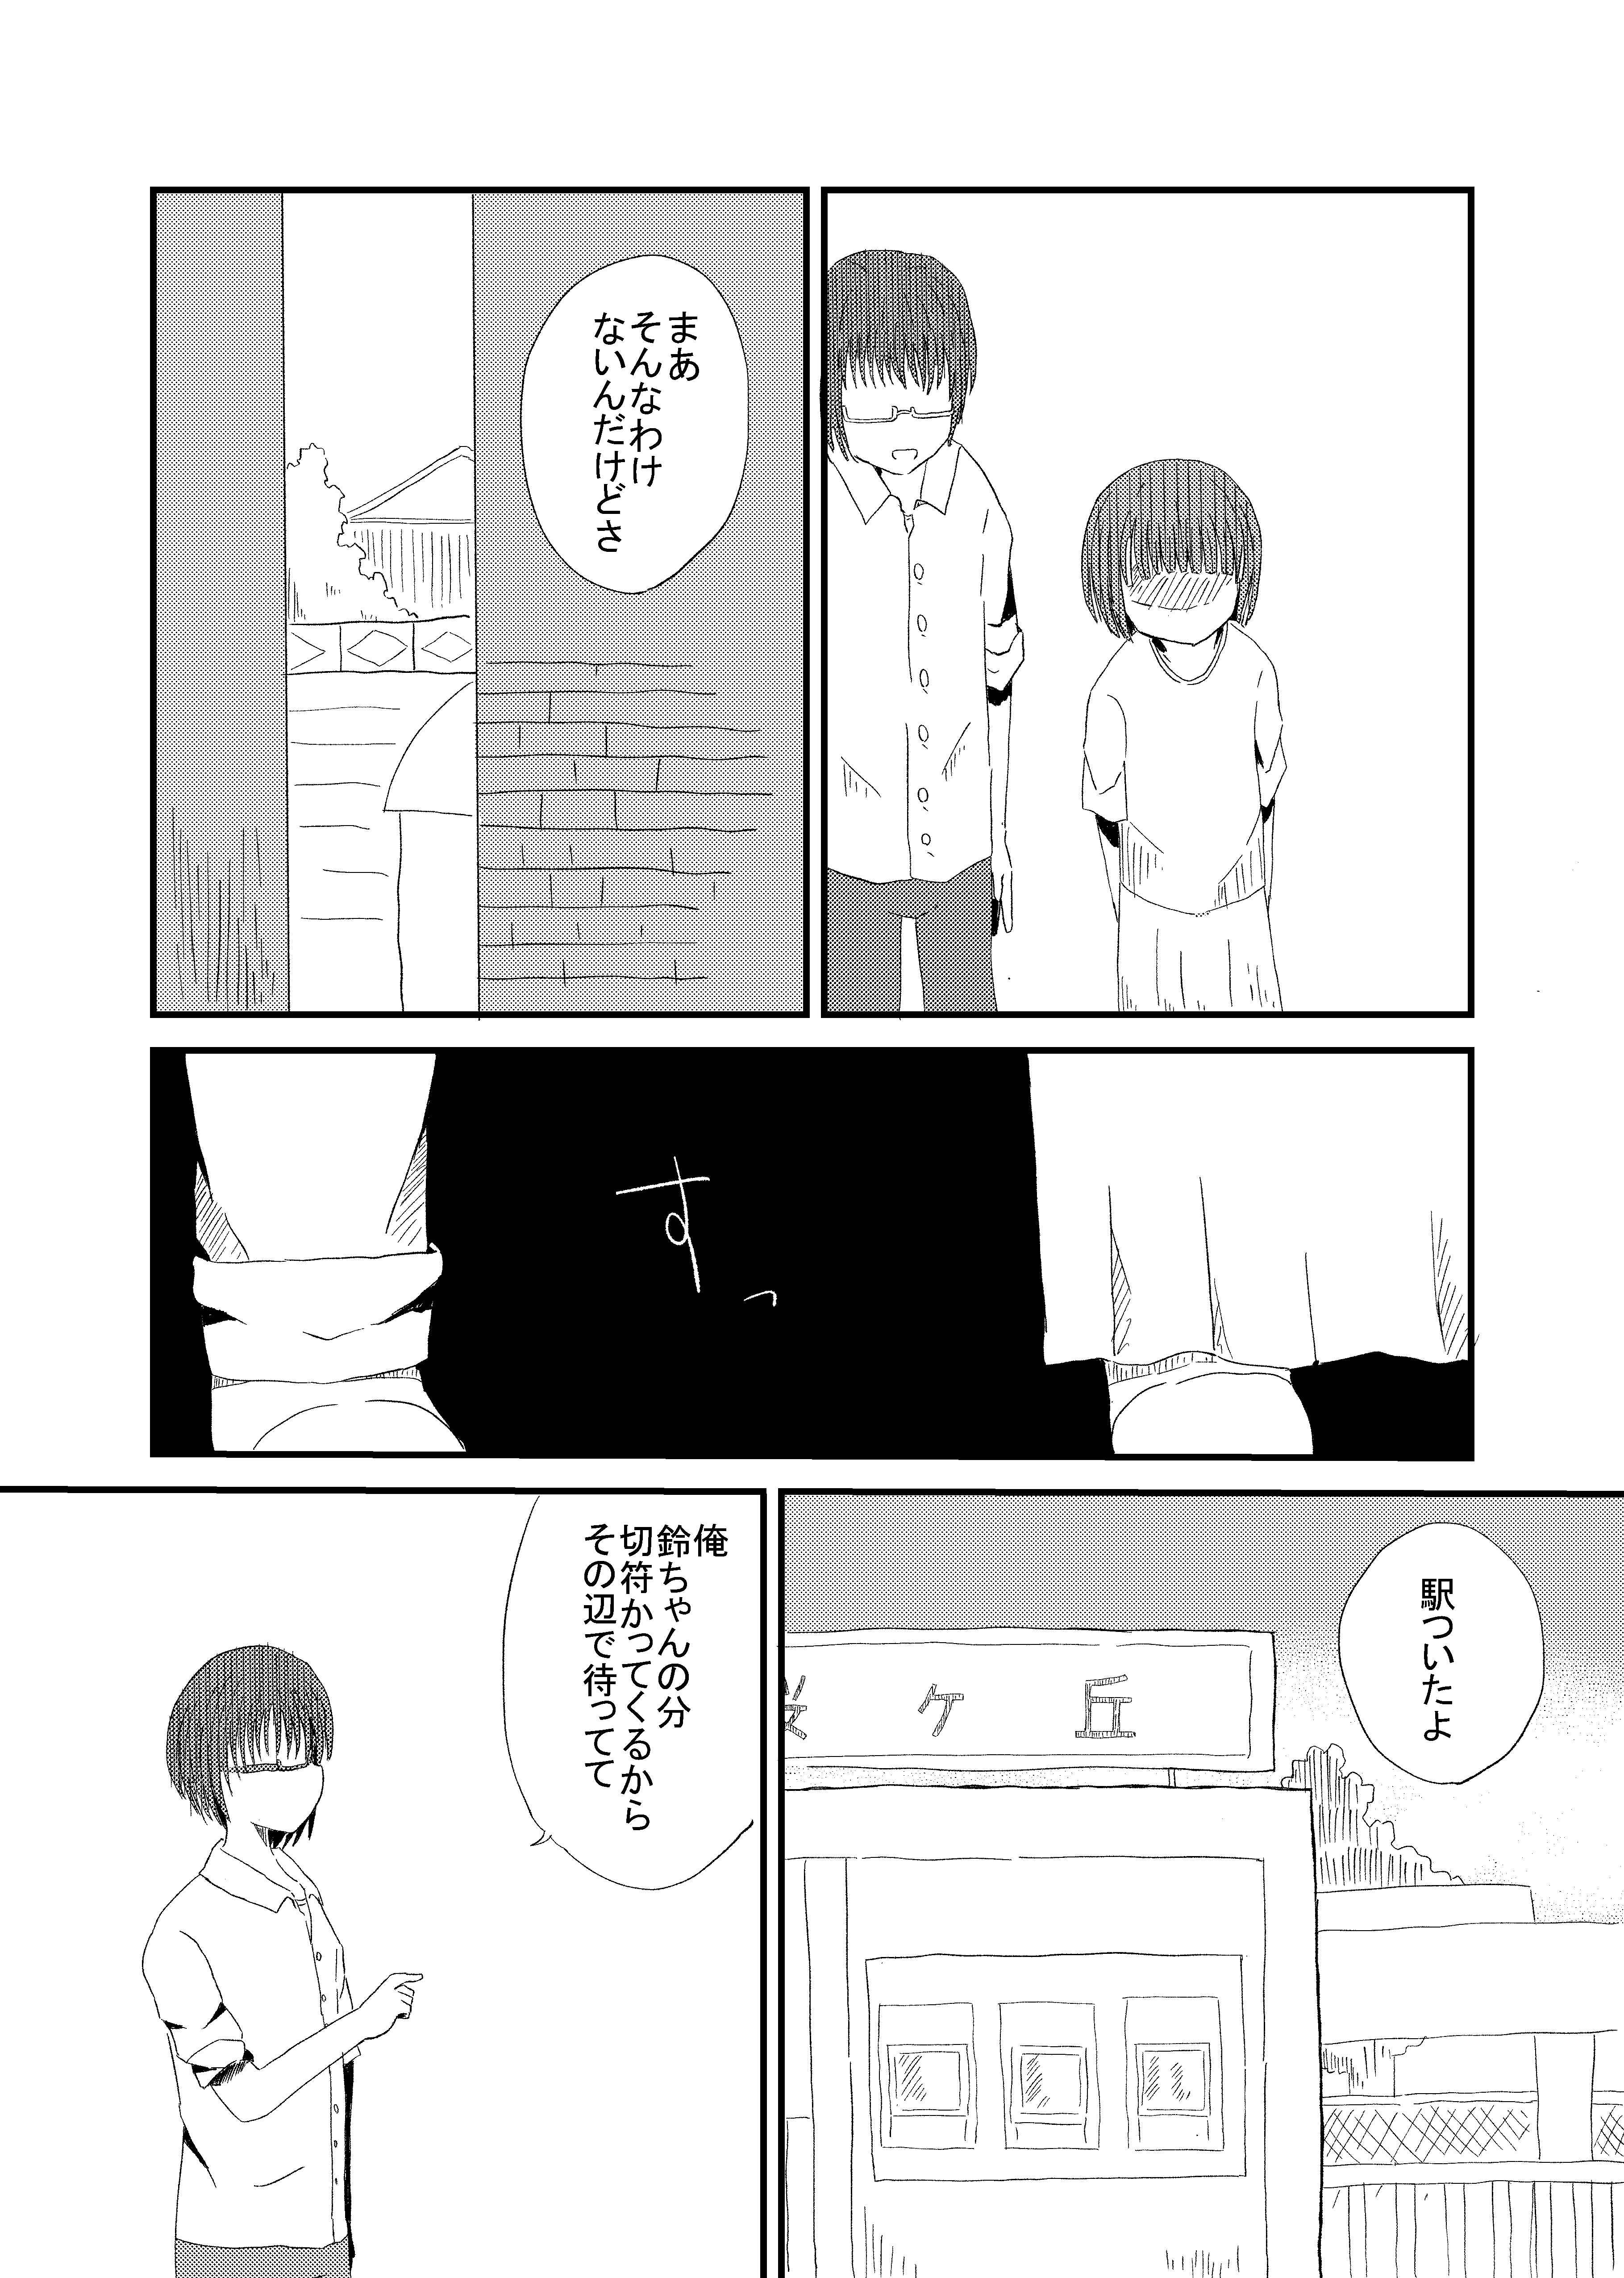 まあ
そんなわけ
ないんだけどさ
すっ
駅ついたよ
桜ケ丘
俺
鈴ちゃんの分
切符かってくるから
その辺で待ってて